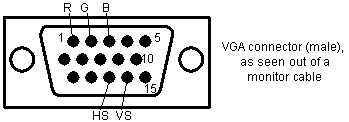 R G B
1 5
10
15
HS VS
VGA connector (male),
as seen out of a
monitor cable